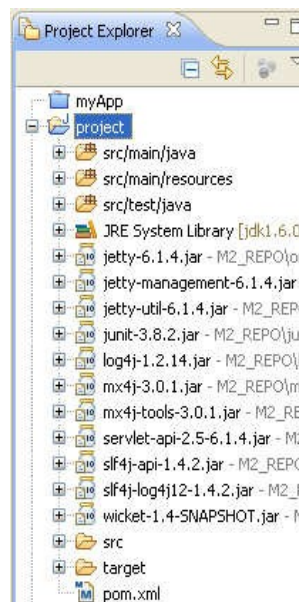 Project Explorer
myApp
project
src/main/java
src/main/resources
src/test/java
JRE System Library [jdk1.6.0
jetty-6.1.4.jar - M2_REPO\o
jetty-management-6.1.4.jar
jetty-util-6.1.4.jar - M2_REPO
junit-3.8.2.jar - M2_REPO\ju
log4j-1.2.14.jar - M2_REPO\
mx4j-3.0.1.jar - M2_REPO\m
mx4j-tools-3.0.1.jar - M2_RE
servlet-api-2.5-6.1.4.jar - M
slf4j-api-1.4.2.jar - M2_REPO
slf4j-log4j12-1.4.2.jar - M2_
wicket-1.4-SNAPSHOT.jar -
src
target
pom.xml